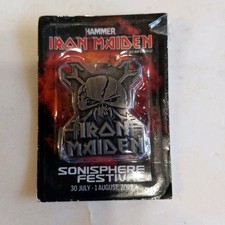 HAMMER
IRON MAIDEN
IRON
MAIDEN
SONISPHERE
FESTIVAL
30 JULY - 1 AUGUST,